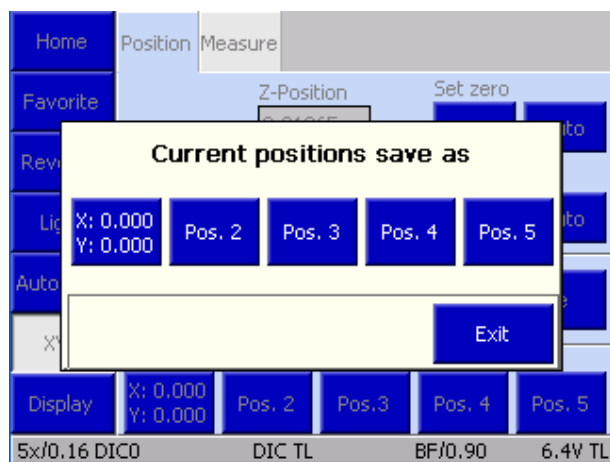 Home
Position Measure
Favorite
Z-Position
Set zero
Current positions save as
X: 0.000
Y: 0.000
Pos. 2
Pos. 3
Pos. 4
Pos. 5
Exit
Display
X: 0.000
Y: 0.000
Pos. 2
Pos.3
Pos. 4
Pos. 5
5x/0.16 DIC0 DIC TL BF/0.90 6.4V TL